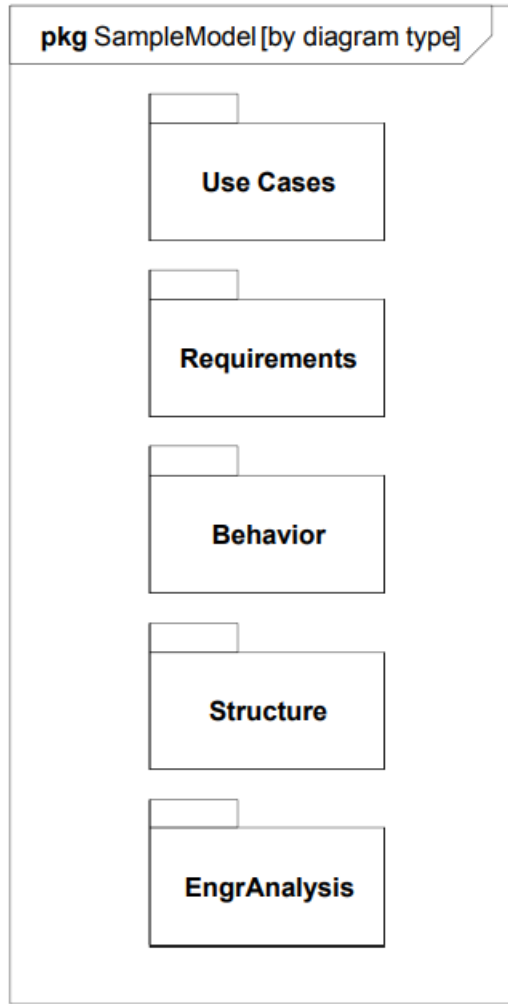 pkg SampleModel [by diagram type]
Use Cases
Requirements
Behavior
Structure
EngrAnalysis